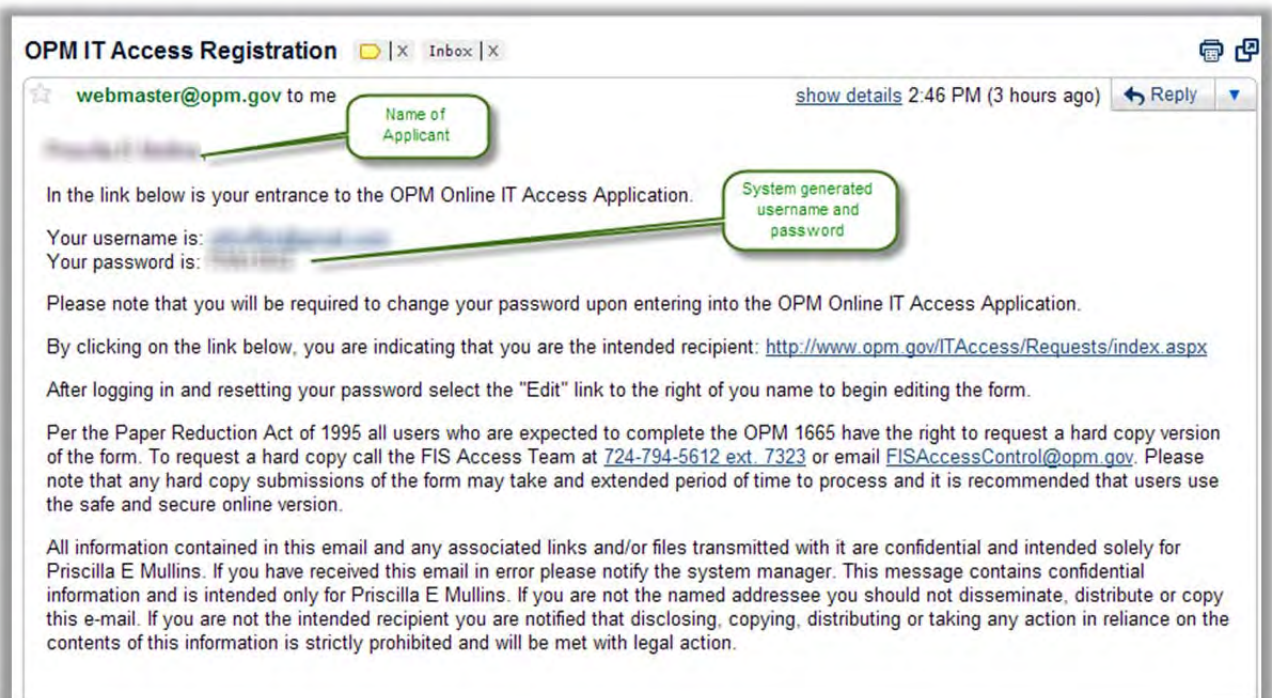 OPM IT Access Registration | X Inbox | X
webmaster@opm.gov to me
show details 2:46 PM (3 hours ago) Reply
Name of
Applicant
In the link below is your entrance to the OPM Online IT Access Application.
System generated
username and
password
Your username is:
Your password is:
Please note that you will be required to change your password upon entering into the OPM Online IT Access Application.
By clicking on the link below, you are indicating that you are the intended recipient: http://www.opm.gov/ITAccess/Requests/index.aspx
After logging in and resetting your password select the "Edit" link to the right of you name to begin editing the form.
Per the Paper Reduction Act of 1995 all users who are expected to complete the OPM 1665 have the right to request a hard copy version
of the form. To request a hard copy call the FIS Access Team at 724-794-5612 ext. 7323 or email FISAccessControl@opm.gov. Please
note that any hard copy submissions of the form may take and extended period of time to process and it is recommended that users use
the safe and secure online version.
All information contained in this email and any associated links and/or files transmitted with it are confidential and intended solely for
Priscilla E Mullins. If you have received this email in error please notify the system manager. This message contains confidential
information and is intended only for Priscilla E Mullins. If you are not the named addressee you should not disseminate, distribute or copy
this e-mail. If you are not the intended recipient you are notified that disclosing, copying, distributing or taking any action in reliance on the
contents of this information is strictly prohibited and will be met with legal action.